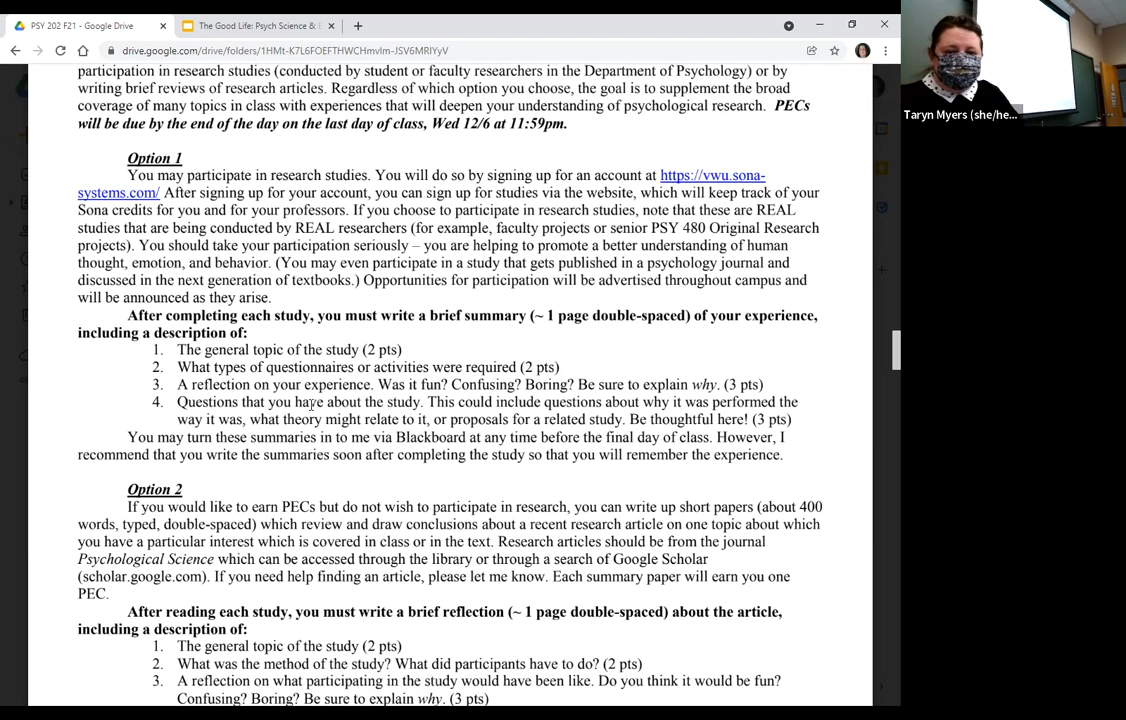 PSY 202 F21 - Google Drive
The Good Life: Psych Science &
drive.google.com/drive/folders/1HMt-K7L6FOEFTHWCHmvIm-JSV6MRIYyV
participation in research studies (conducted by student or faculty researchers in the Department of Psychology) or by
writing brief reviews of research articles. Regardless of which option you choose, the goal is to supplement the broad
coverage of many topics in class with experiences that will deepen your understanding of psychological research. PECs
will be due by the end of the day on the last day of class, Wed 12/6 at 11:59pm.
Option 1
You may participate in research studies. You will do so by signing up for an account at https://vwu.sona-
systems.com/ After signing up for your account, you can sign up for studies via the website, which will keep track of your
Sona credits for you and for your professors. If you choose to participate in research studies, note that these are REAL
studies that are being conducted by REAL researchers (for example, faculty projects or senior PSY 480 Original Research
projects). You should take your participation seriously – you are helping to promote a better understanding of human
thought, emotion, and behavior. (You may even participate in a study that gets published in a psychology journal and
discussed in the next generation of textbooks.) Opportunities for participation will be advertised throughout campus and
will be announced as they arise.
After completing each study, you must write a brief summary (~ 1 page double-spaced) of your experience,
including a description of:
1. The general topic of the study (2 pts)
2. What types of questionnaires or activities were required (2 pts)
3. A reflection on your experience. Was it fun? Confusing? Boring? Be sure to explain why. (3 pts)
4. Questions that you have about the study. This could include questions about why it was performed the
way it was, what theory might relate to it, or proposals for a related study. Be thoughtful here! (3 pts)
You may turn these summaries in to me via Blackboard at any time before the final day of class. However, I
recommend that you write the summaries soon after completing the study so that you will remember the experience.
Option 2
If you would like to earn PECs but do not wish to participate in research, you can write up short papers (about 400
words, typed, double-spaced) which review and draw conclusions about a recent research article on one topic about which
you have a particular interest which is covered in class or in the text. Research articles should be from the journal
Psychological Science which can be accessed through the library or through a search of Google Scholar
(scholar.google.com). If you need help finding an article, please let me know. Each summary paper will earn you one
PEC.
After reading each study, you must write a brief reflection (~ 1 page double-spaced) about the article,
including a description of:
1. The general topic of the study (2 pts)
2. What was the method of the study? What did participants have to do? (2 pts)
3. A reflection on what participating in the study would have been like. Do you think it would be fun?
Confusing? Boring? Be sure to explain why. (3 pts)
Taryn Myers (she/he...